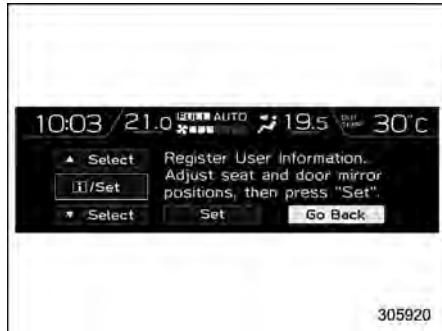 10:03 21.0 FULL AUTO 19.5 OUT TEMP 30°C
▲ Select
i/Set
▼ Select
Register User Information.
Adjust seat and door mirror
positions, then press "Set".
Set Go Back
305920